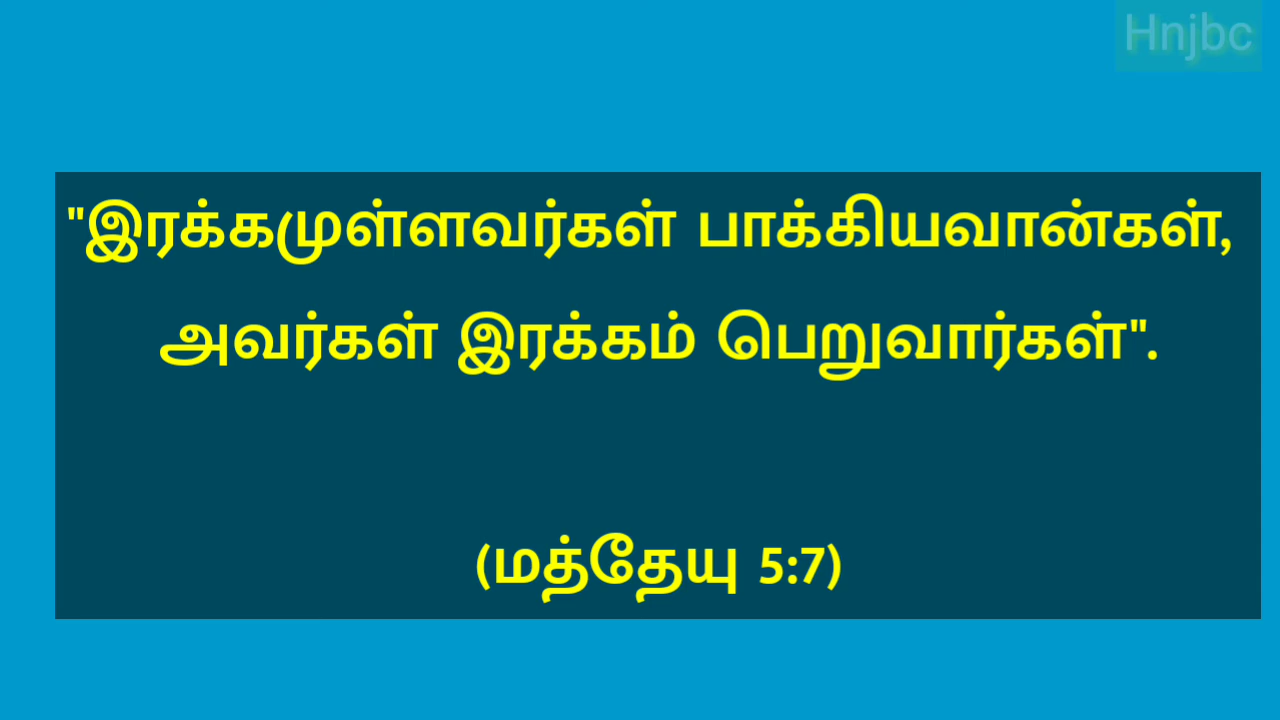 Hnjbc
"இரக்கமுள்ளவர்கள் பாக்கியவான்கள்,
அவர்கள் இரக்கம் பெறுவார்கள்".
(மத்தேயு 5:7)